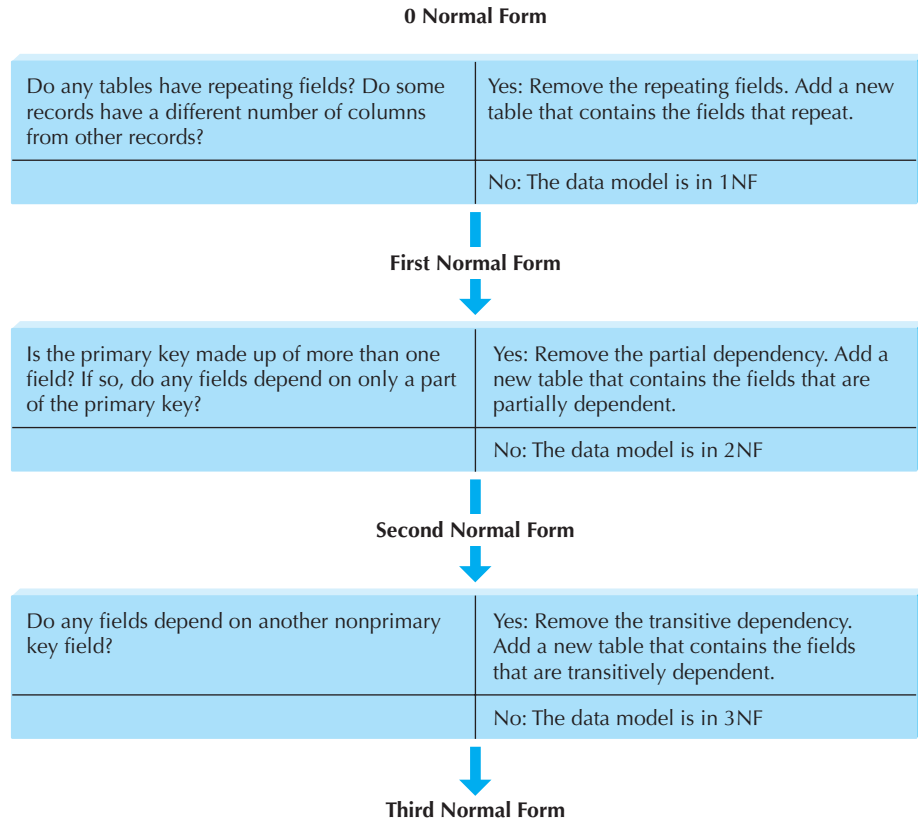 0 Normal Form
Do any tables have repeating fields? Do some
records have a different number of columns
from other records?
Yes: Remove the repeating fields. Add a new
table that contains the fields that repeat.
No: The data model is in 1NF
First Normal Form
Is the primary key made up of more than one
field? If so, do any fields depend on only a part
of the primary key?
Yes: Remove the partial dependency. Add a
new table that contains the fields that are
partially dependent.
No: The data model is in 2NF
Second Normal Form
Do any fields depend on another nonprimary
key field?
Yes: Remove the transitive dependency.
Add a new table that contains the fields
that are transitively dependent.
No: The data model is in 3NF
Third Normal Form